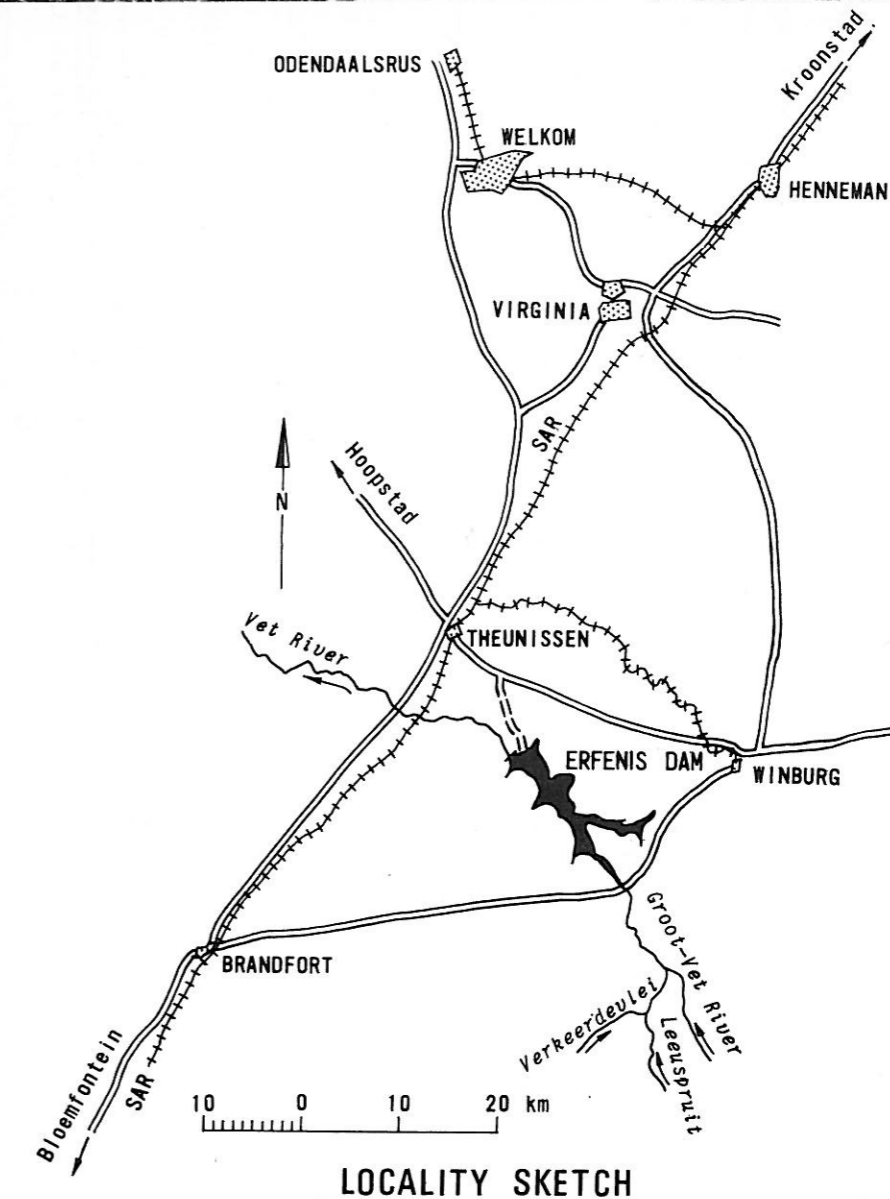 ODENDAALSRUS
Kroonstad
WELKOM
HENNEMAN
VIRGINIA
SAR
Hoopstad
N
THEUNISSEN
Vet River
ERFENIS DAM
WINBURG
Groot-Vet River
BRANDFORT
Verkeerdevlei
Leeuspruit
Bloemfontein
SAR
10 0 10 20 km
LOCALITY SKETCH